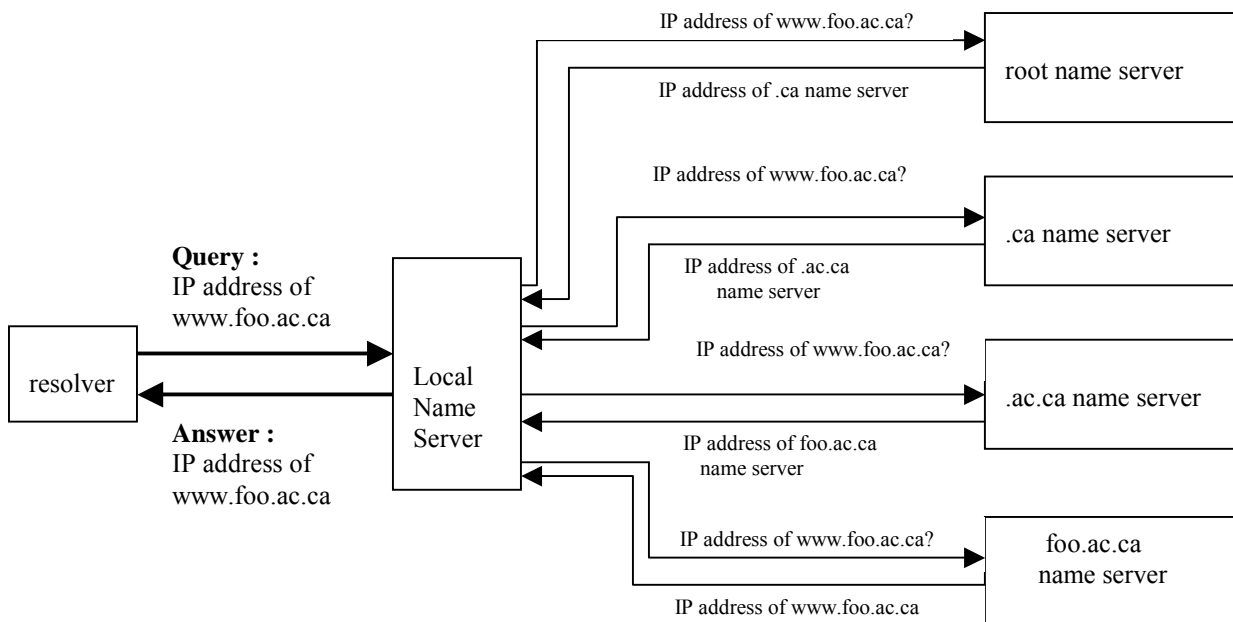 IP address of www.foo.ac.ca?
root name server
IP address of .ca name server
IP address of www.foo.ac.ca?
.ca name server
IP address of .ac.ca
name server
Query :
IP address of
www.foo.ac.ca
resolver
Local
Name
Server
Answer :
IP address of
www.foo.ac.ca
IP address of www.foo.ac.ca?
.ac.ca name server
IP address of foo.ac.ca
name server
IP address of www.foo.ac.ca?
foo.ac.ca
name server
IP address of www.foo.ac.ca